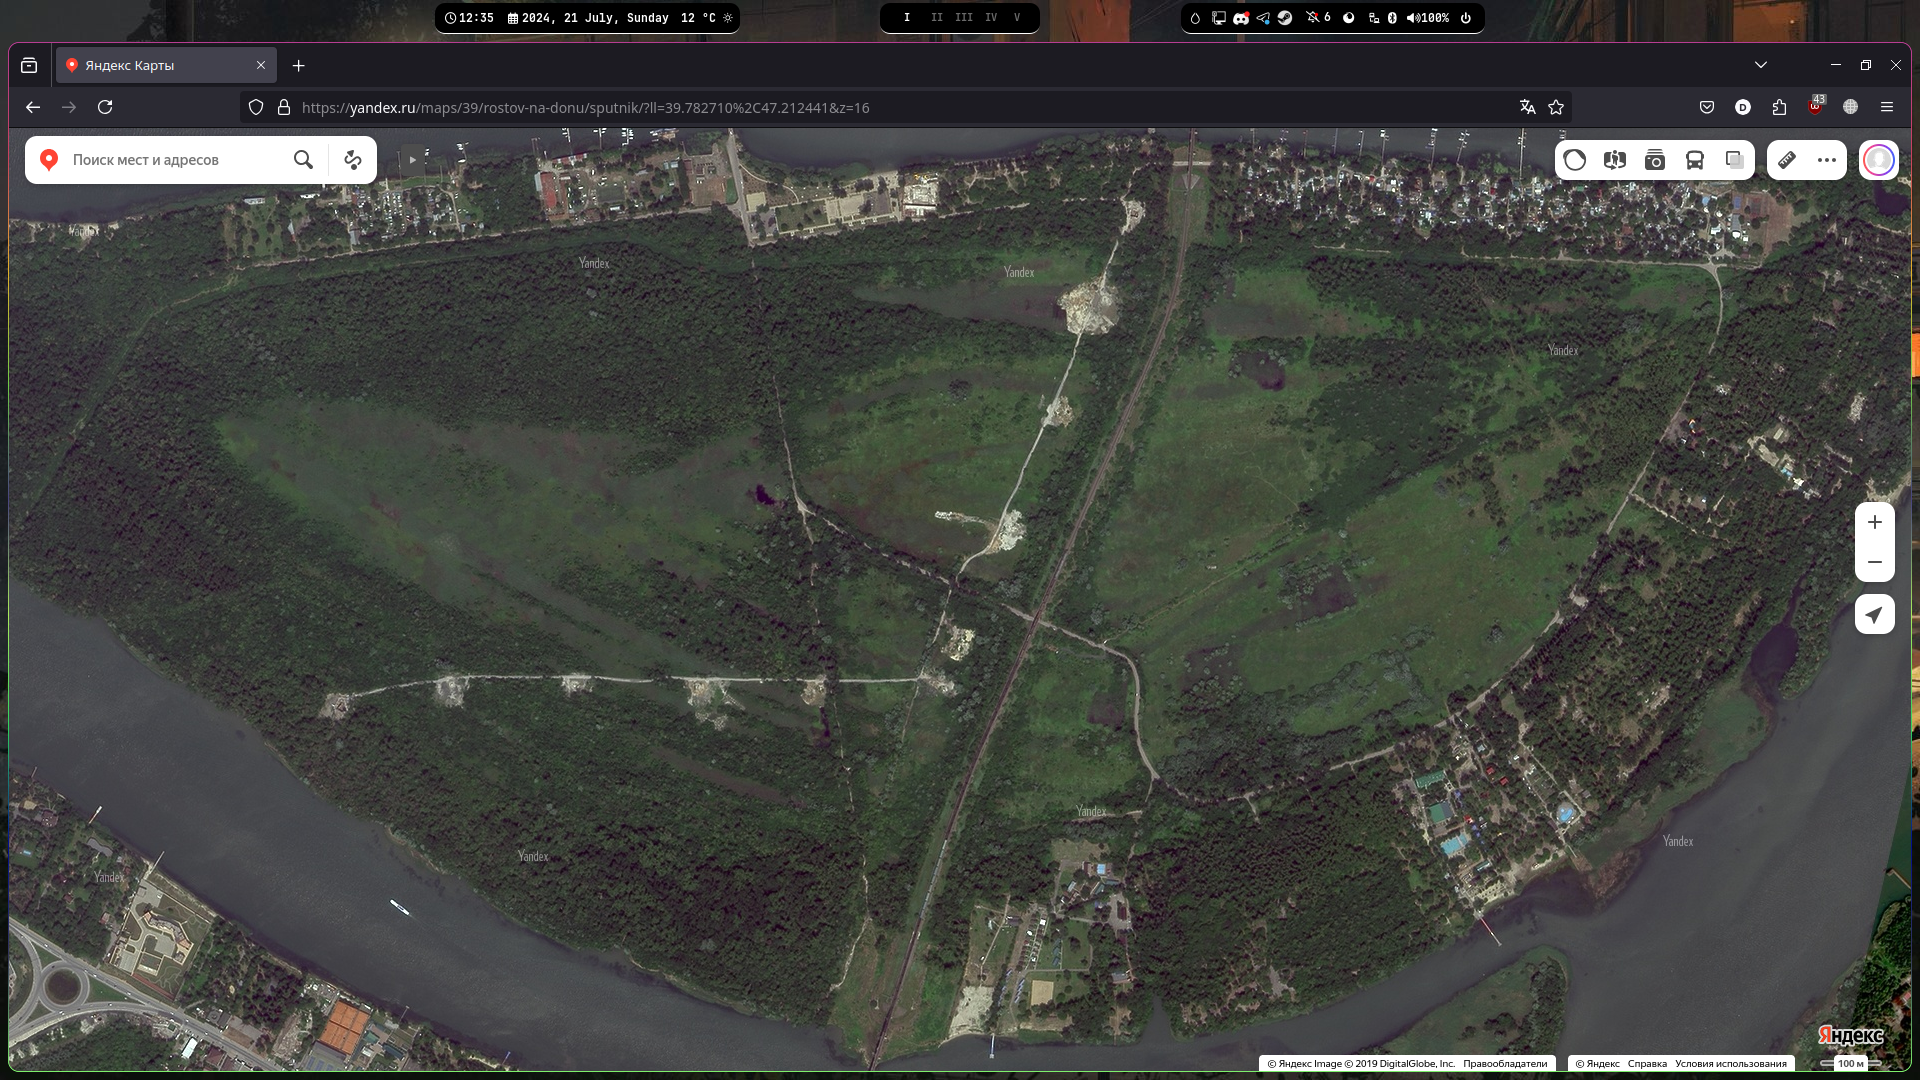 12:35 2024, 21 July, Sunday 12 °C
I II III IV V
6 100%
Яндекс Карты
https://yandex.ru/maps/39/rostov-na-donu/sputnik/?ll=39.782710%2C47.212441&z=16
D
43
Поиск мест и адресов
Yandex
Yandex
Yandex
Yandex
Yandex
Yandex
Yandex
Yandex
Яндекс
© Яндекс Image © 2019 DigitalGlobe, Inc. Правообладатели
© Яндекс Справка Условия использования
100 м